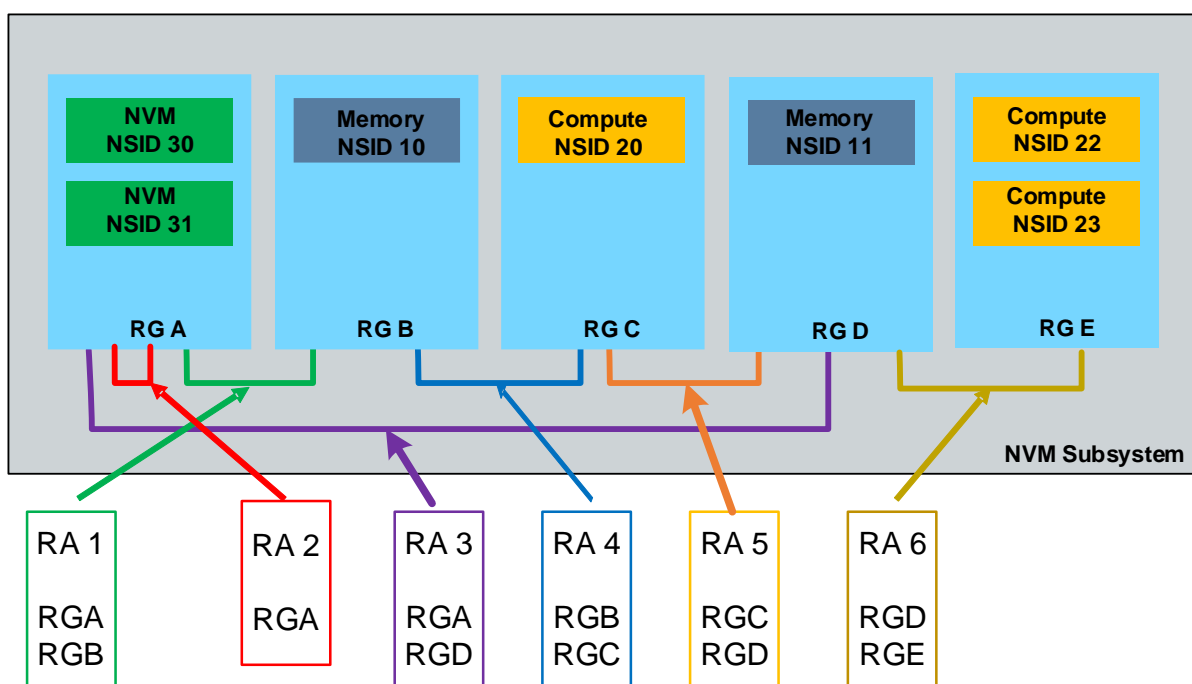 NVM
NSID 30
NVM
NSID 31
RG A
Memory
NSID 10
RG B
Compute
NSID 20
RG C
Memory
NSID 11
RG D
Compute
NSID 22
Compute
NSID 23
RG E
NVM Subsystem
RA 1
RGA
RGB
RA 2
RGA
RA 3
RGA
RGD
RA 4
RGB
RGC
RA 5
RGC
RGD
RA 6
RGD
RGE